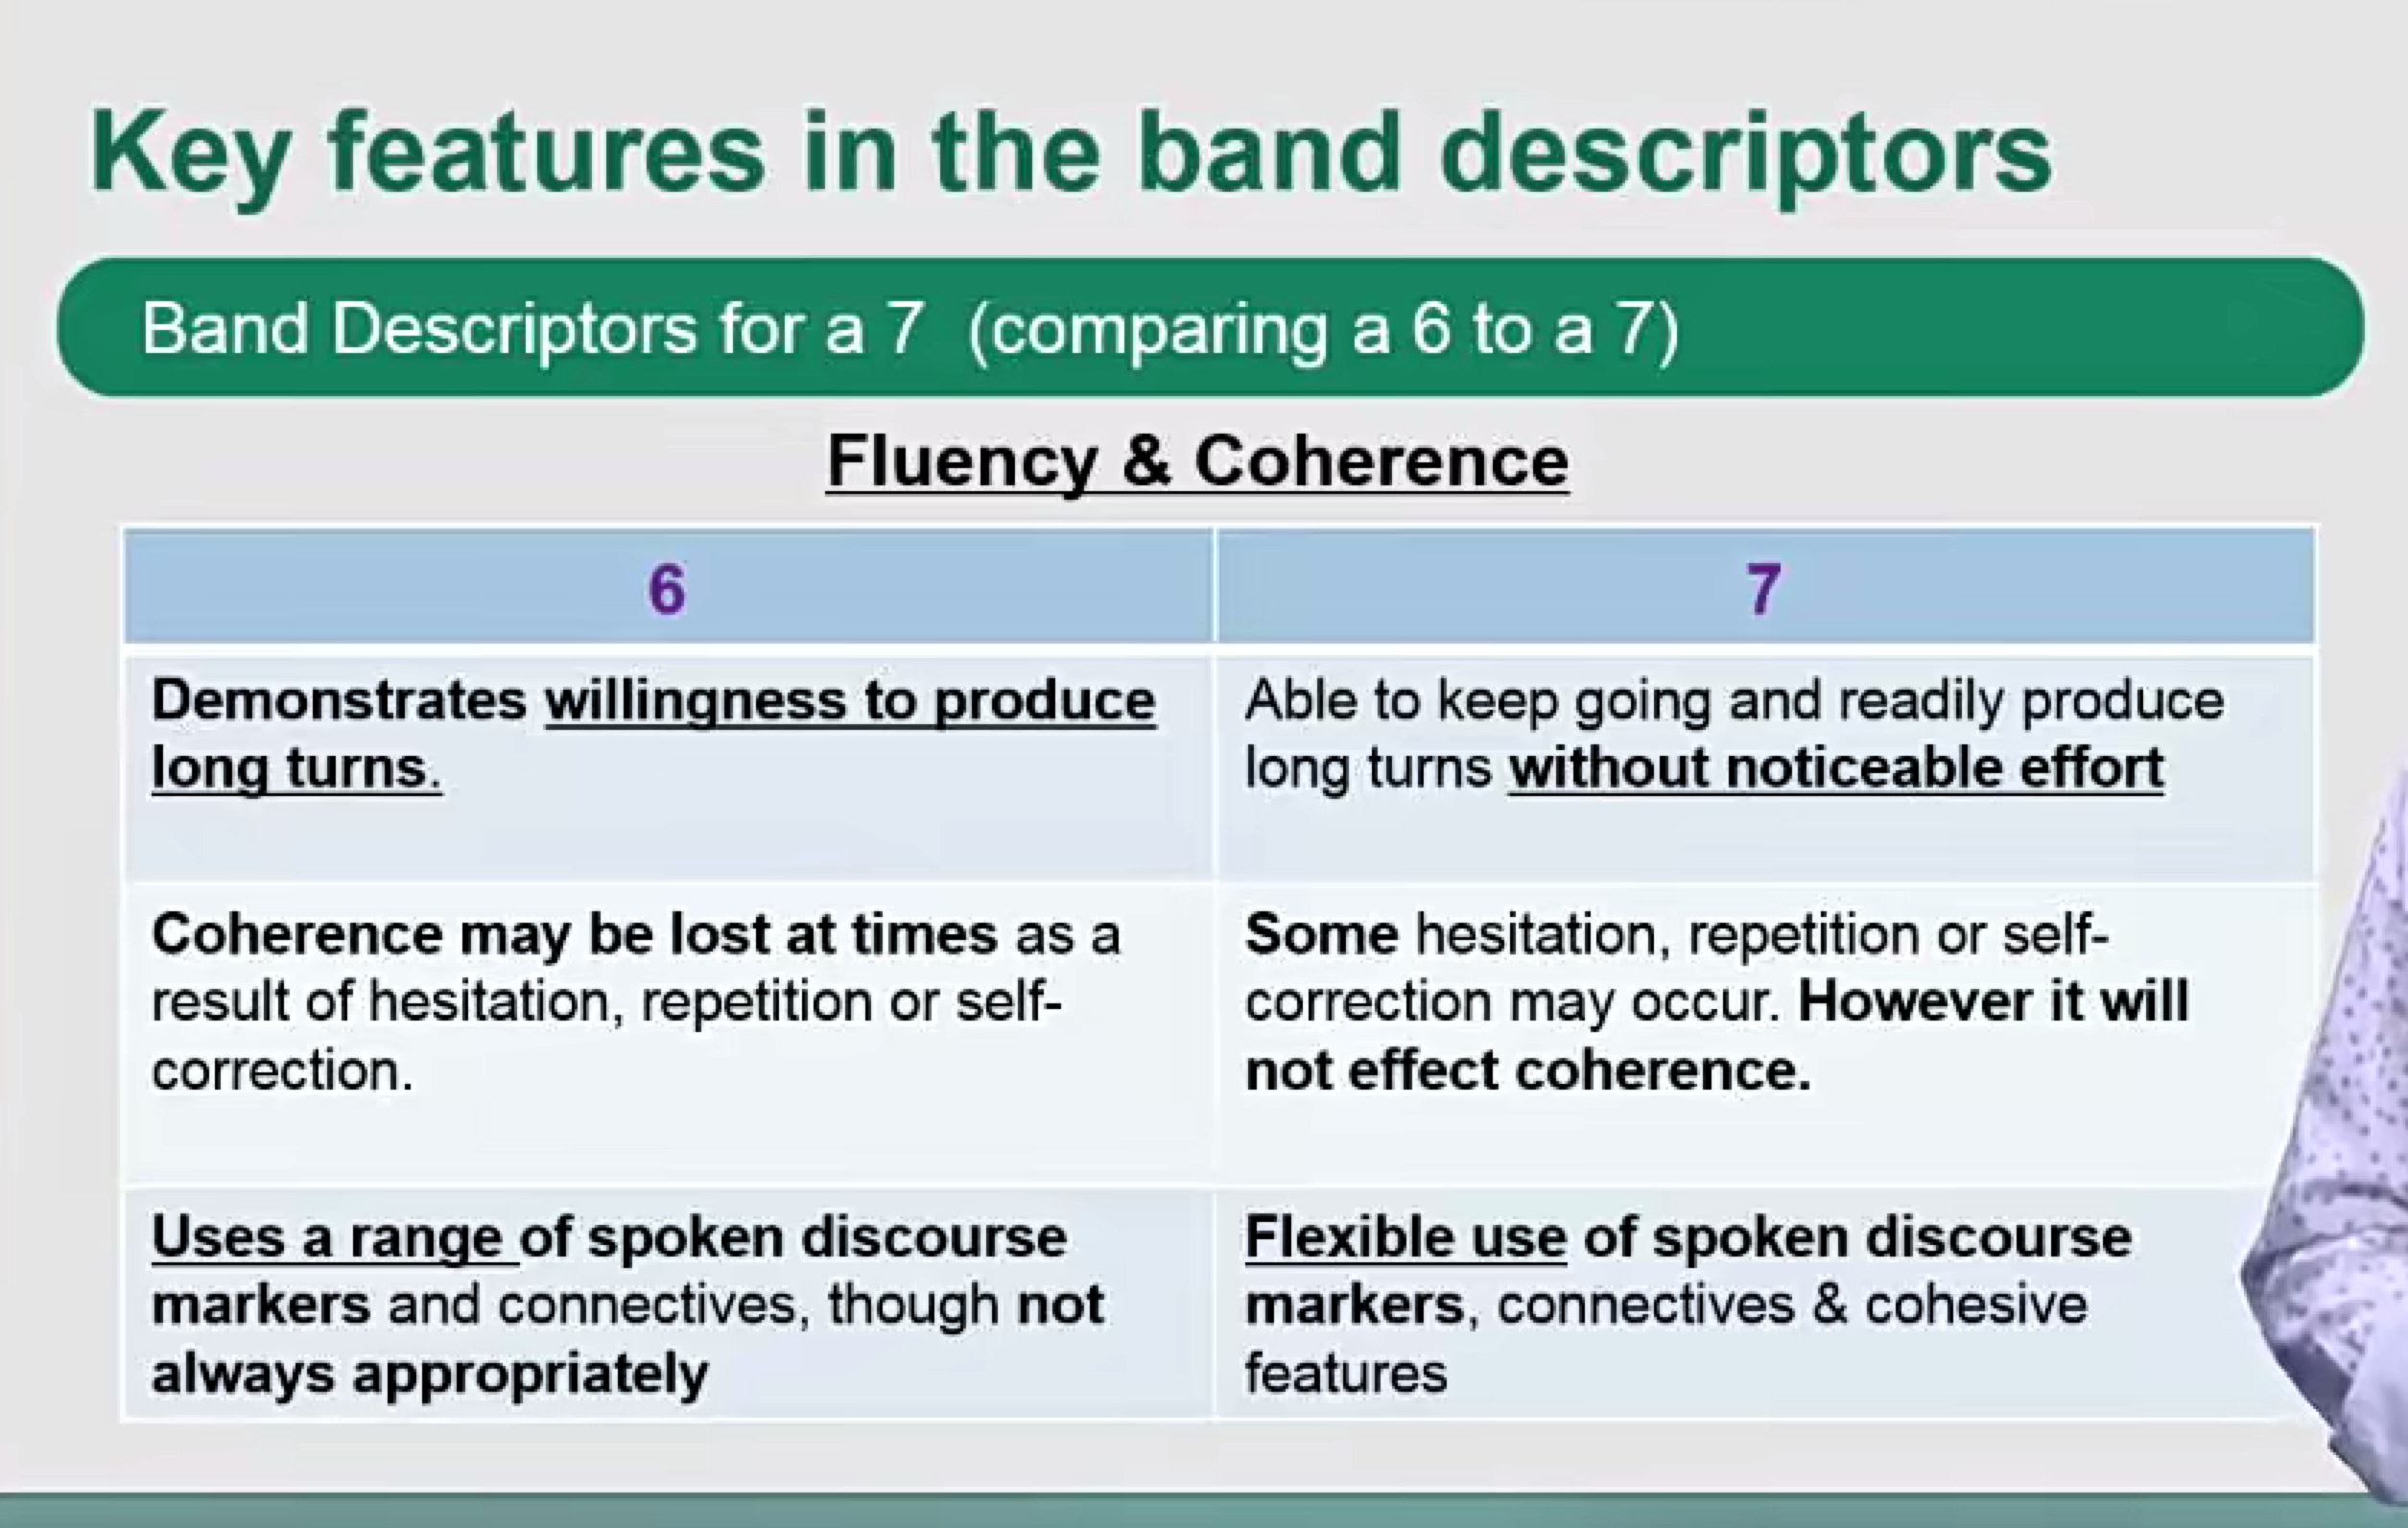 Key features in the band descriptors
Band Descriptors for a 7 (comparing a 6 to a 7)
Fluency & Coherence
6
7
Demonstrates willingness to produce
long turns.
Able to keep going and readily produce
long turns without noticeable effort
Coherence may be lost at times as a
result of hesitation, repetition or self-
correction.
Some hesitation, repetition or self-
correction may occur. However it will
not effect coherence.
Uses a range of spoken discourse
markers and connectives, though not
always appropriately
Flexible use of spoken discourse
markers, connectives & cohesive
features